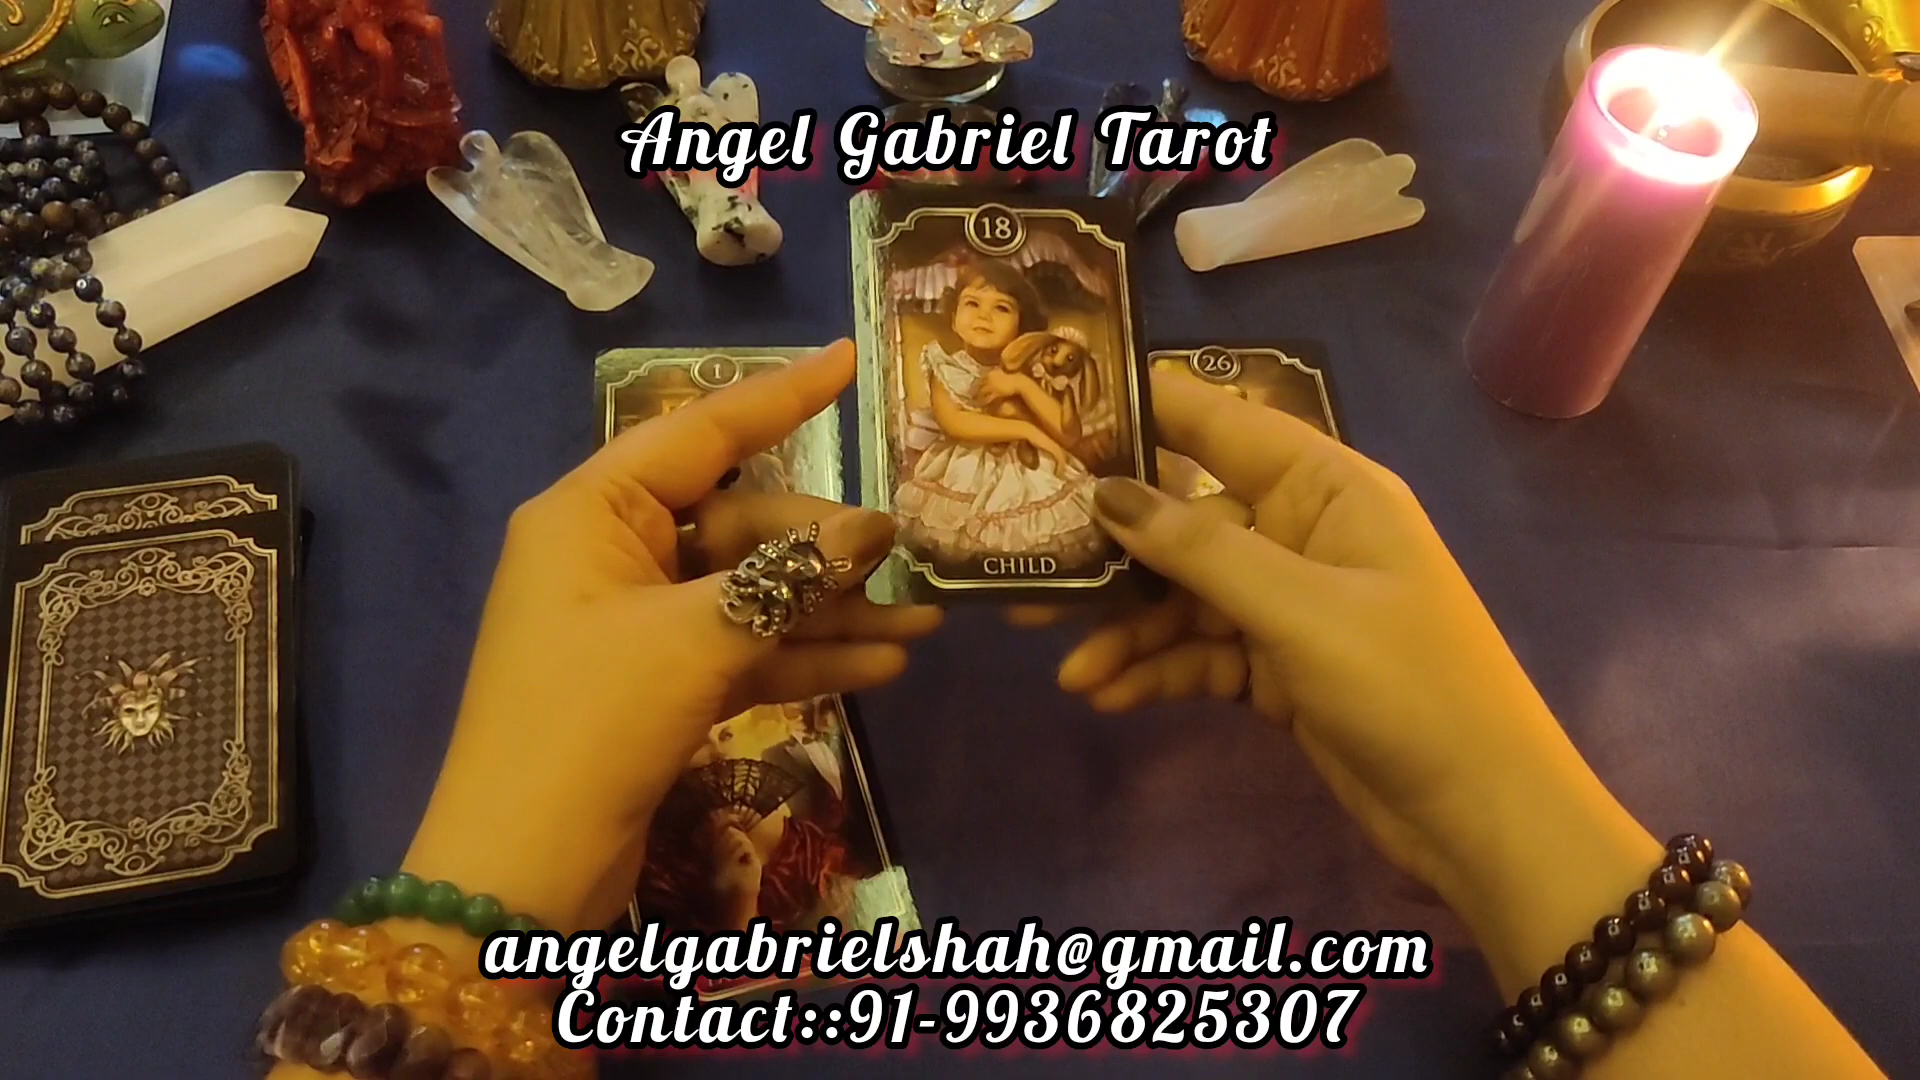 Angel Gabriel Tarot
18
1
26
CHILD
angelgabrielshah@gmail.com
Contact::91-9936825307